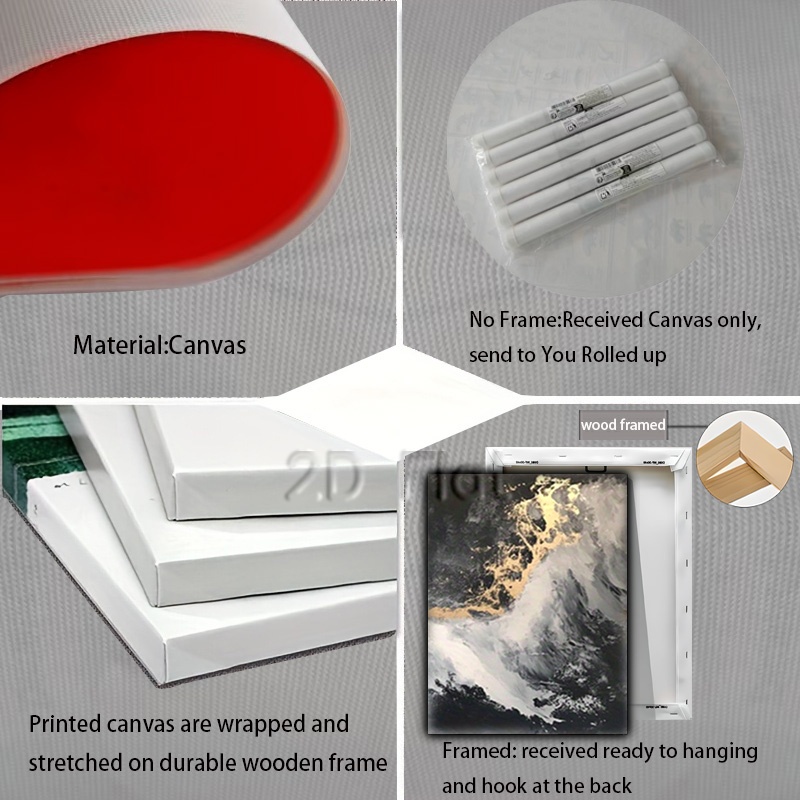 Material:Canvas
No Frame:Received Canvas only,
send to You Rolled up
wood framed
2D Flat
Printed canvas are wrapped and
stretched on durable wooden frame
Framed: received ready to hanging
and hook at the back